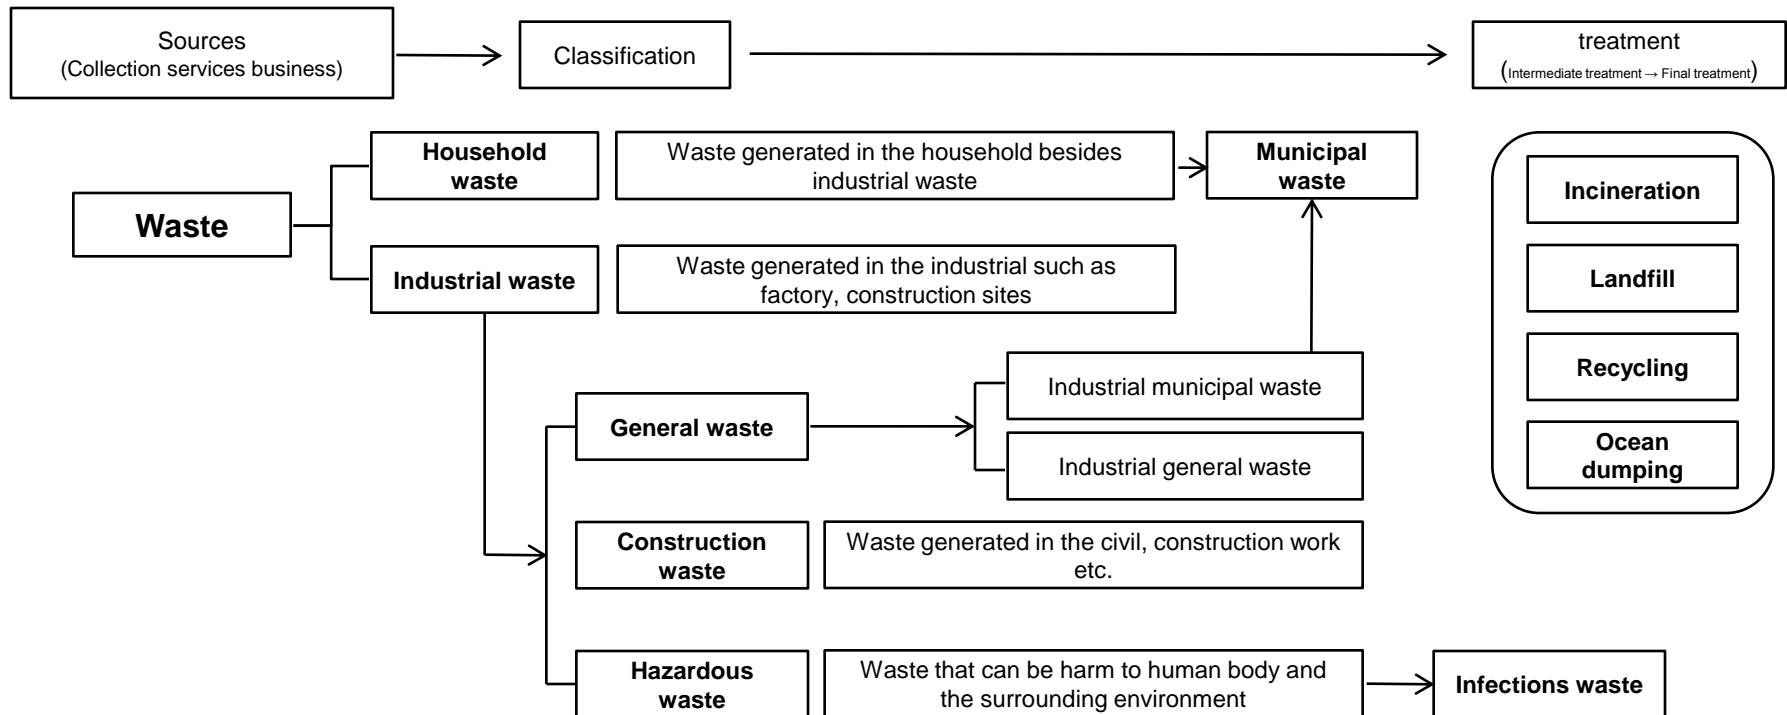 Sources
(Collection services business)
Classification
treatment
(Intermediate treatment → Final treatment)
Household
waste
Waste generated in the household besides
industrial waste
Municipal
waste
Waste
Industrial waste
Waste generated in the industrial such as
factory, construction sites
Incineration
Landfill
Recycling
Ocean
dumping
General waste
Industrial municipal waste
Industrial general waste
Construction
waste
Waste generated in the civil, construction work
etc.
Hazardous
waste
Waste that can be harm to human body and
the surrounding environment
Infections waste